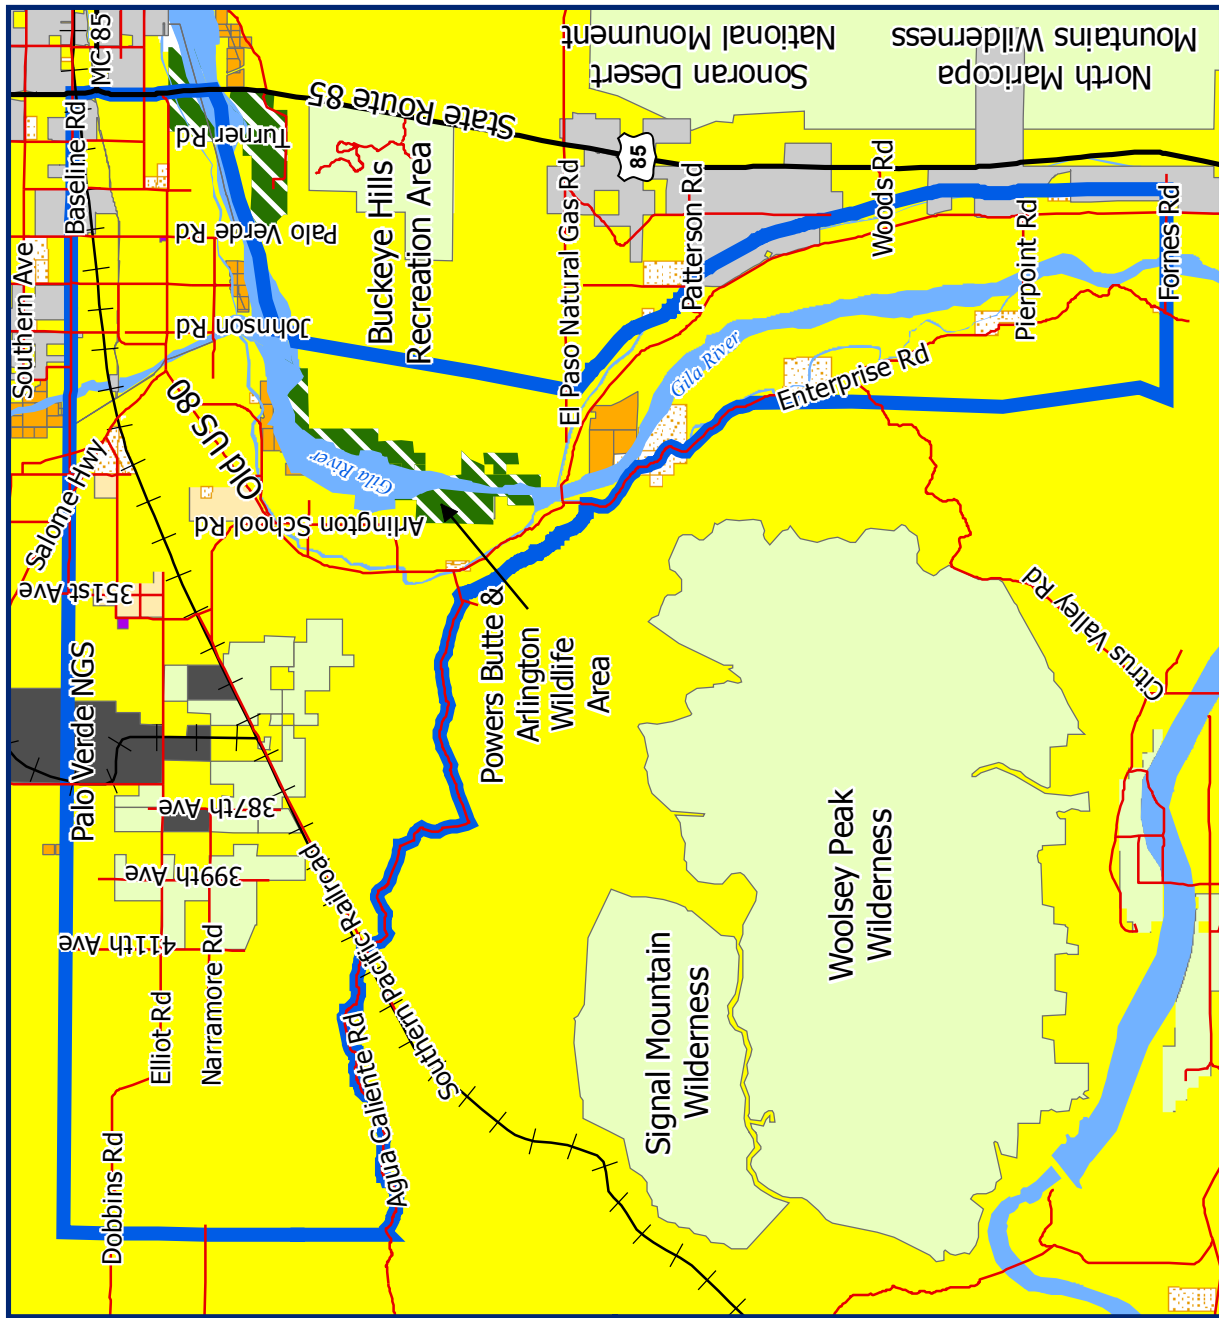 MC 85
Baseline Rd
Southern Ave
Turner Rd
Palo Verde Rd
Johnson Rd
State Route 85
Buckeye Hills
Recreation Area
Sonoran Desert
National Monument
North Maricopa
Mountains Wilderness
85
El Paso Natural Gas Rd
Patterson Rd
Woods Rd
Pierpoint Rd
Fornes Rd
Gila River
Enterprise Rd
Old US 80
Gila River
Salome Hwy
Arlington School Rd
351st Ave
Palo Verde NGS
Powers Butte &
Arlington
Wildlife
Area
Citrus Valley Rd
387th Ave
399th Ave
411th Ave
Elliot Rd
Narramore Rd
Southern Pacific Railroad
Agua Caliente Rd
Dobbins Rd
Signal Mountain
Wilderness
Woolsey Peak
Wilderness